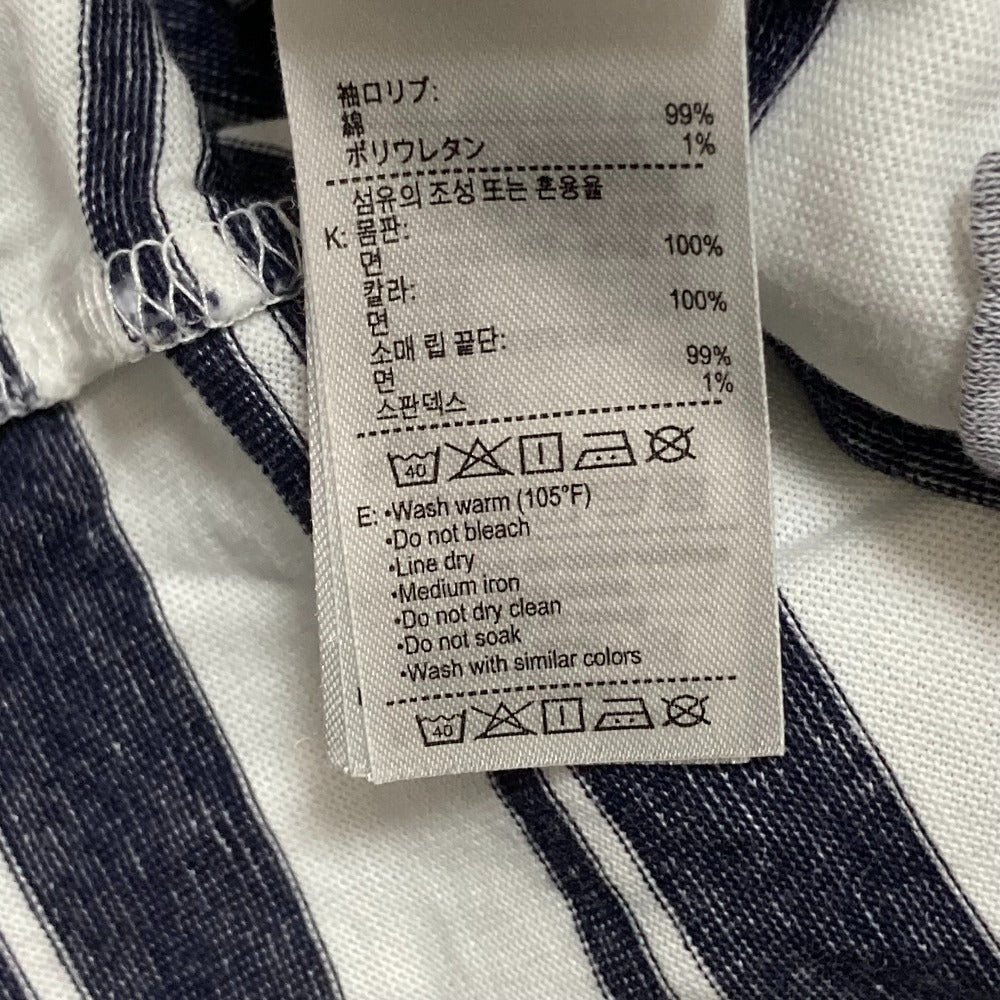 袖口リブ:
綿 99%
ポリウレタン 1%
섬유의 조성 또는 혼용율
K: 몸판:
면 100%
칼라:
면 100%
소매 립 끝단:
면 99%
스판덱스 1%
40
E: •Wash warm (105°F)
•Do not bleach
•Line dry
•Medium iron
•Do not dry clean
•Do not soak
•Wash with similar colors
40